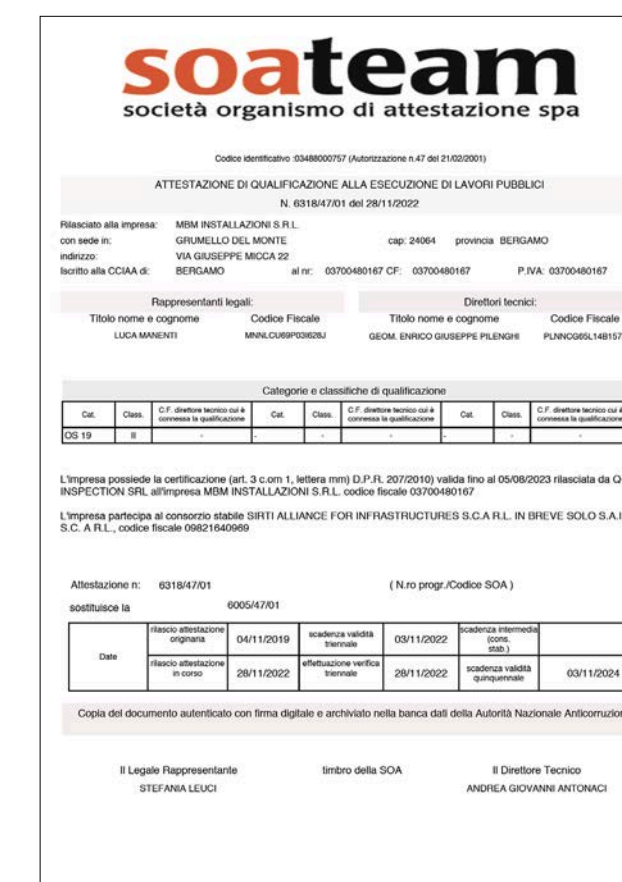 soateam
società organismo di attestazione spa
Codice identificativo :03488000757 (Autorizzazione n.47 del 21/02/2001)
ATTESTAZIONE DI QUALIFICAZIONE ALLA ESECUZIONE DI LAVORI PUBBLICI
N. 6318/47/01 del 28/11/2022
Rilasciato alla impresa: MBM INSTALLAZIONI S.R.L.
con sede in: GRUMELLO DEL MONTE cap: 24064 provincia BERGAMO
indirizzo: VIA GIUSEPPE MICCA 22
Iscritto alla CCIAA di: BERGAMO al nr: 03700480167 CF: 03700480167 P.IVA: 03700480167
Rappresentanti legali: Direttori tecnici:
Titolo nome e cognome Codice Fiscale Titolo nome e cognome Codice Fiscale
LUCA MANENTI MNNLCU69P03I628J GEOM. ENRICO GIUSEPPE PILENGHI PLNNCG65L14B157
Categorie e classifiche di qualificazione
Cat. Class. C.F. direttore tecnico cui è connessa la qualificazione Cat. Class. C.F. direttore tecnico cui è connessa la qualificazione Cat. Class. C.F. direttore tecnico cui è connessa la qualificazione
OS 19 II - - - - - - -
L'impresa possiede la certificazione (art. 3 c.om 1, lettera mm) D.P.R. 207/2010) valida fino al 05/08/2023 rilasciata da Q
INSPECTION SRL all'impresa MBM INSTALLAZIONI S.R.L. codice fiscale 03700480167
L'impresa partecipa al consorzio stabile SIRTI ALLIANCE FOR INFRASTRUCTURES S.C.A R.L. IN BREVE SOLO S.A.I
S.C. A R.L., codice fiscale 09821640969
Attestazione n: 6318/47/01 ( N.ro progr./Codice SOA )
sostituisce la 6005/47/01
Date
rilascio attestazione originaria 04/11/2019 scadenza validità triennale 03/11/2022 scadenza intermedia (cons. stab.)
rilascio attestazione in corso 28/11/2022 effettuazione verifica triennale 28/11/2022 scadenza validità quinquennale 03/11/2024
Copia del documento autenticato con firma digitale e archiviato nella banca dati della Autorità Nazionale Anticorruzion
Il Legale Rappresentante timbro della SOA Il Direttore Tecnico
STEFANIA LEUCI ANDREA GIOVANNI ANTONACI